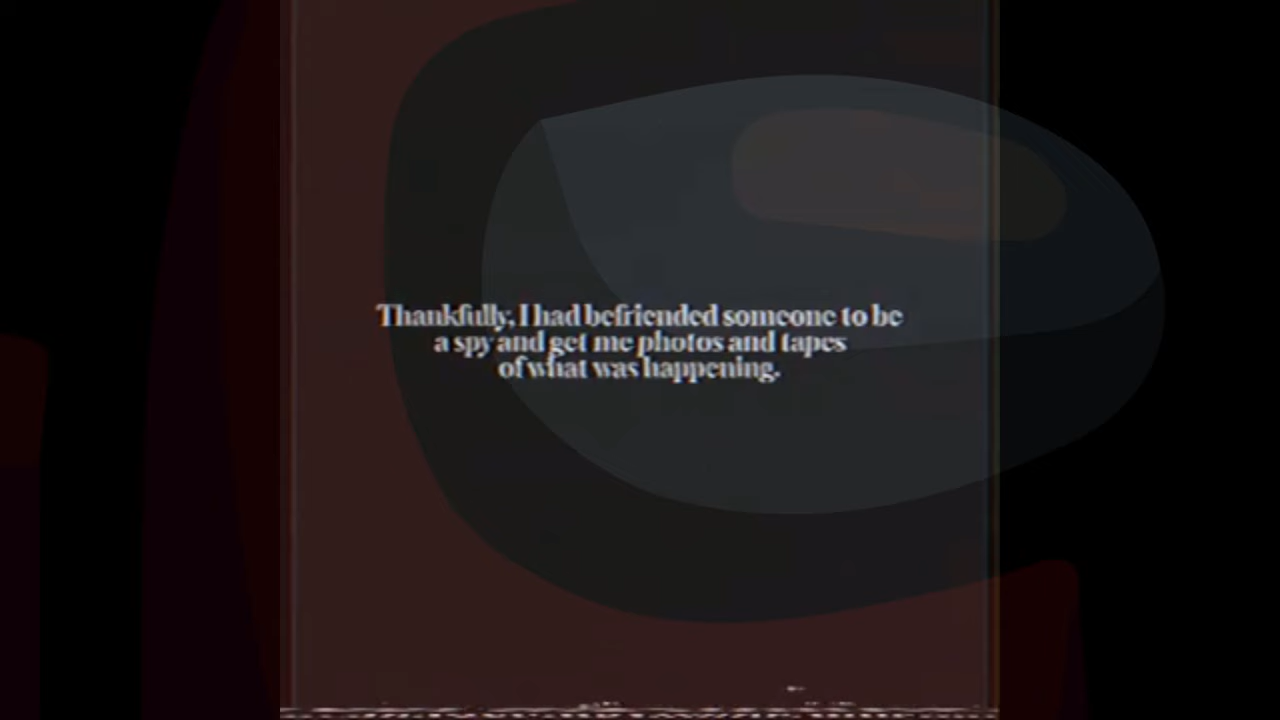 Thankfully, I had befriended someone to be
a spy and get me photos and tapes
of what was happening.